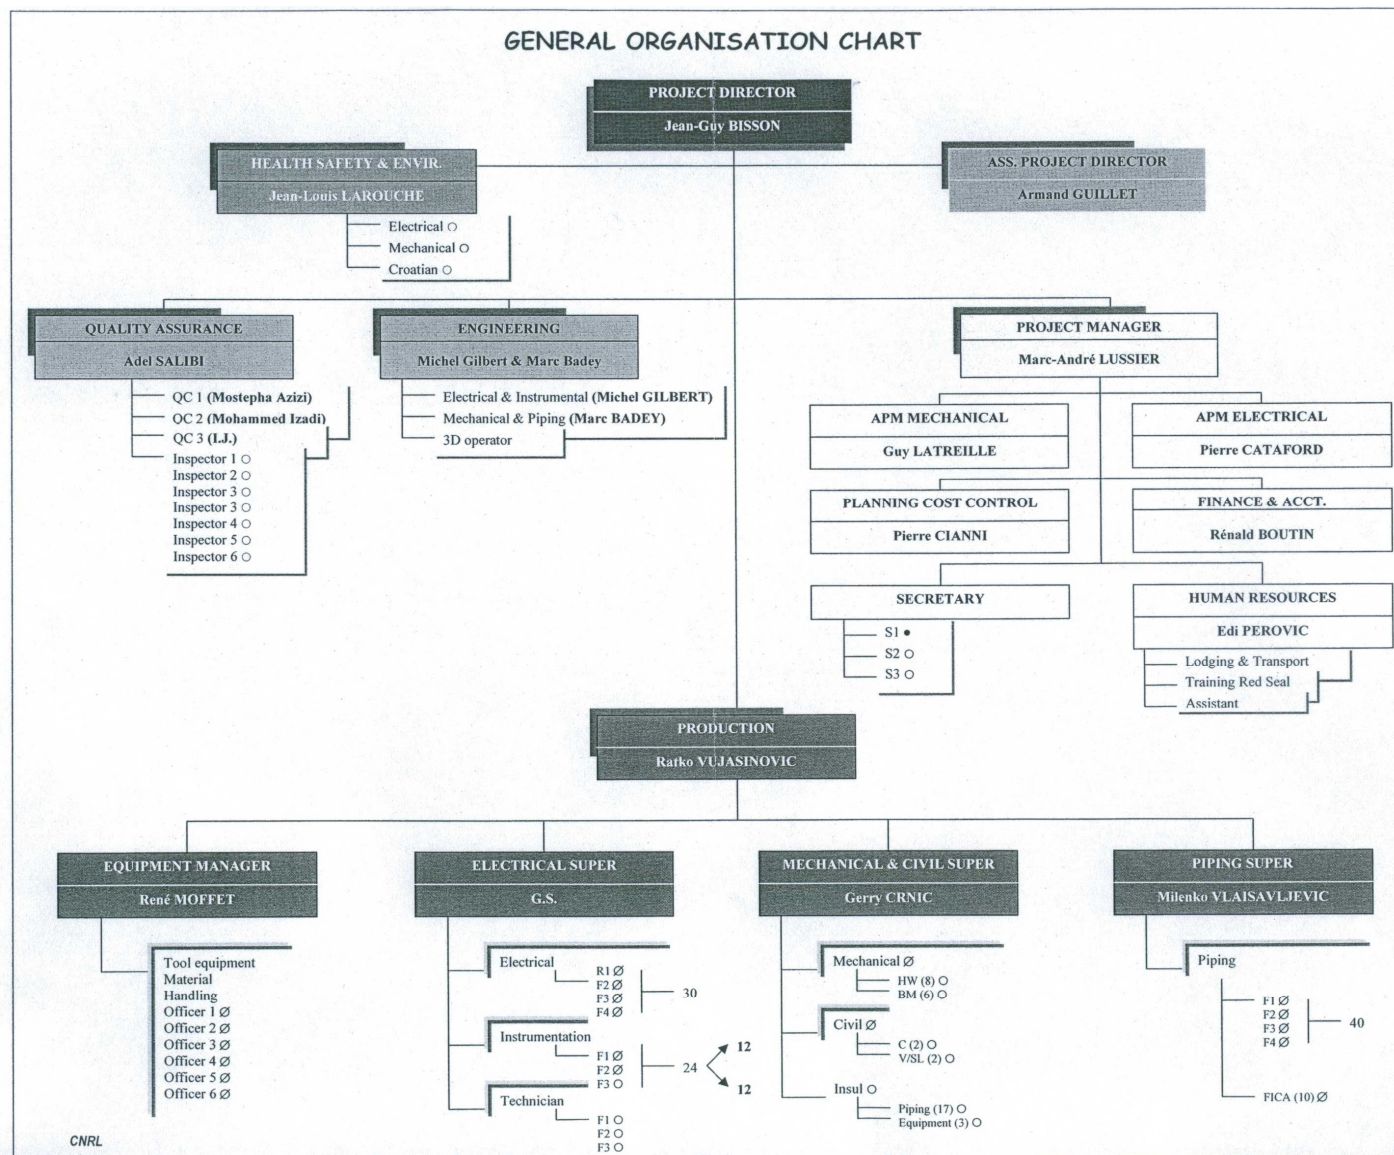 GENERAL ORGANISATION CHART
PROJECT DIRECTOR
Jean-Guy BISSON
HEALTH SAFETY & ENVIR.
Jean-Louis LAROUCHE
Electrical ○
Mechanical ○
Croatian ○
ASS. PROJECT DIRECTOR
Armand GUILLET
QUALITY ASSURANCE
Adel SALIBI
QC 1 (Mostepha Azizi)
QC 2 (Mohammed Izadi)
QC 3 (I.J.)
Inspector 1 ○
Inspector 2 ○
Inspector 3 ○
Inspector 3 ○
Inspector 4 ○
Inspector 5 ○
Inspector 6 ○
ENGINEERING
Michel Gilbert & Marc Badey
Electrical & Instrumental (Michel GILBERT)
Mechanical & Piping (Marc BADEY)
3D operator
PROJECT MANAGER
Marc-André LUSSIER
APM MECHANICAL
Guy LATREILLE
APM ELECTRICAL
Pierre CATAFORD
PLANNING COST CONTROL
Pierre CIANNI
FINANCE & ACCT.
Rénald BOUTIN
SECRETARY
S1 ●
S2 ○
S3 ○
HUMAN RESOURCES
Edi PEROVIC
Lodging & Transport
Training Red Seal
Assistant
PRODUCTION
Ratko VUJASINOVIC
EQUIPMENT MANAGER
René MOFFET
Tool equipment
Material
Handling
Officer 1 Ø
Officer 2 Ø
Officer 3 Ø
Officer 4 Ø
Officer 5 Ø
Officer 6 Ø
ELECTRICAL SUPER
G.S.
Electrical
R1 Ø
F2 Ø
F3 Ø
F4 Ø
30
Instrumentation
F1 Ø
F2 Ø
F3 ○
24
12
12
Technician
F1 ○
F2 ○
F3 ○
MECHANICAL & CIVIL SUPER
Gerry CRNIC
Mechanical Ø
HW (8) ○
BM (6) ○
Civil Ø
C (2) ○
V/SL (2) ○
Insul ○
Piping (17) ○
Equipment (3) ○
PIPING SUPER
Milenko VLAISAVLJEVIC
Piping
F1 Ø
F2 Ø
F3 Ø
F4 Ø
40
FICA (10) Ø
CNRL